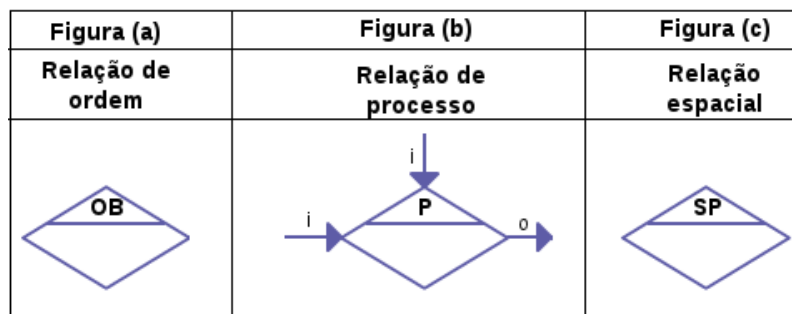 Figura (a)
Figura (b)
Figura (c)
Relação de
ordem
Relação de
processo
Relação
espacial
OB
i
i
P
o
SP